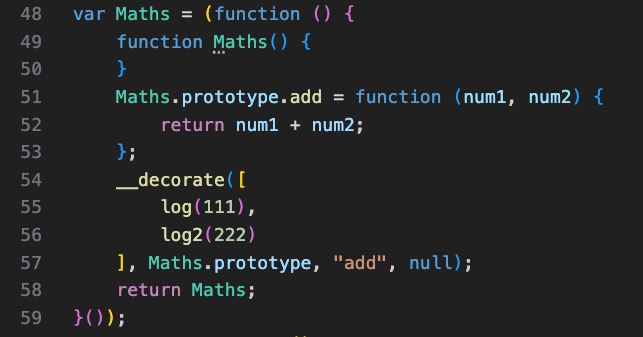 48 var Maths = (function () {
49     function Maths() {
50     }
51     Maths.prototype.add = function (num1, num2) {
52         return num1 + num2;
53     };
54     __decorate([
55         log(111),
56         log2(222)
57     ], Maths.prototype, "add", null);
58     return Maths;
59 }());